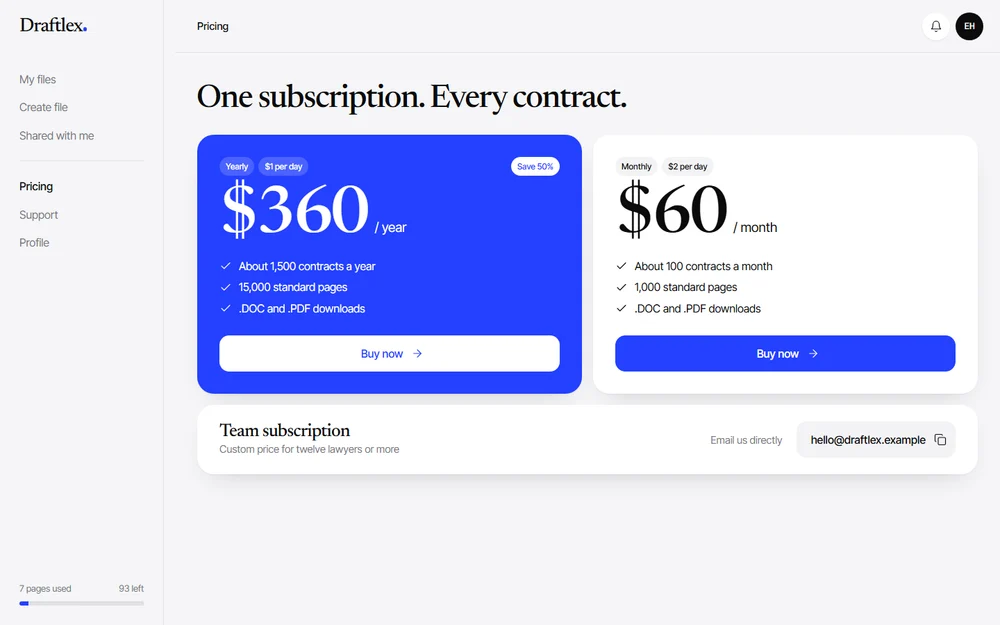 Draftlex.
My files
Create file
Shared with me
Pricing
Support
Profile
7 pages used 93 left
Pricing
EH
One subscription. Every contract.
Yearly $1 per day Save 50%
$360 / year
About 1,500 contracts a year
15,000 standard pages
.DOC and .PDF downloads
Buy now
Monthly $2 per day
$60 / month
About 100 contracts a month
1,000 standard pages
.DOC and .PDF downloads
Buy now
Team subscription
Custom price for twelve lawyers or more
Email us directly
hello@draftlex.example